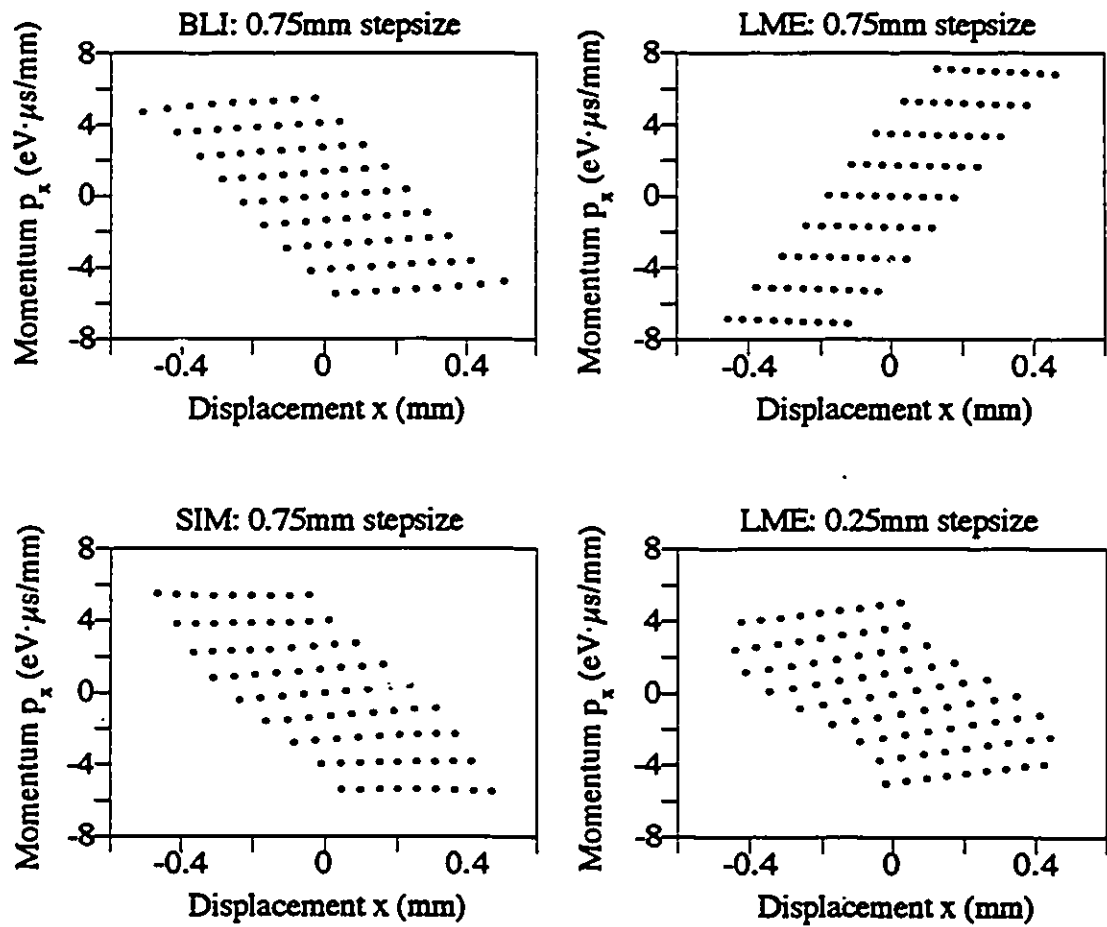 BLI: 0.75mm stepsize
8
4
0
-4
-8
Momentum p_x (eV·μs/mm)
-0.4 0 0.4
Displacement x (mm)
LME: 0.75mm stepsize
8
4
0
-4
-8
Momentum p_x (eV·μs/mm)
-0.4 0 0.4
Displacement x (mm)
SIM: 0.75mm stepsize
8
4
0
-4
-8
Momentum p_x (eV·μs/mm)
-0.4 0 0.4
Displacement x (mm)
LME: 0.25mm stepsize
8
4
0
-4
-8
Momentum p_x (eV·μs/mm)
-0.4 0 0.4
Displacement x (mm)